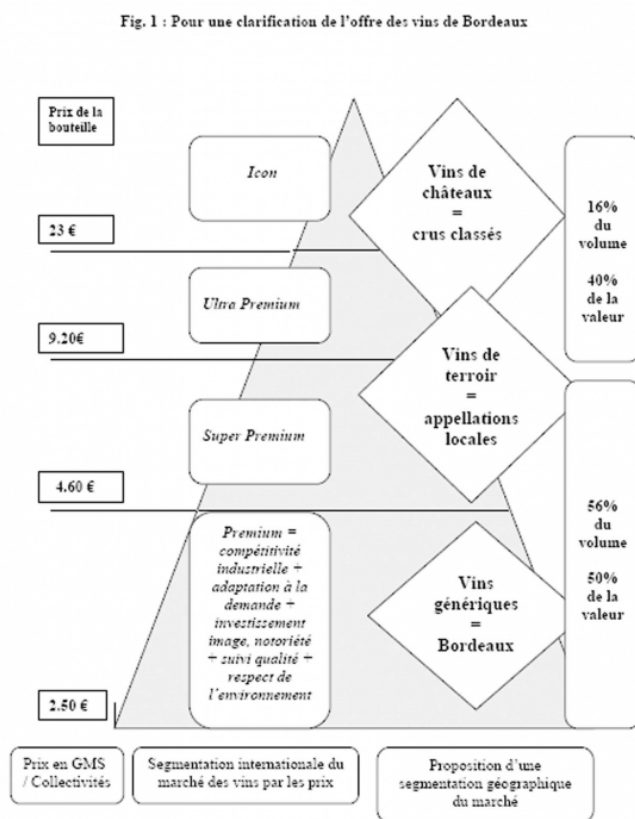 Fig. 1 : Pour une clarification de l'offre des vins de Bordeaux
Prix de la
bouteille
23 €
9.20€
4.60 €
2.50 €
Icon
Ultra Premium
Super Premium
Premium =
compétitivité
industrielle +
adaptation à la
demande +
investissement
image, notoriété
+ suivi qualité +
respect de
l'environnement
Vins de
châteaux
=
crus classés
Vins de
terroir
=
appellations
locales
Vins
génériques
=
Bordeaux
16%
du
volume
40%
de la
valeur
56%
du
volume
50%
de la
valeur
Prix en GMS
/ Collectivités
Segmentation internationale du
marché des vins par les prix
Proposition d'une
segmentation géographique
du marché